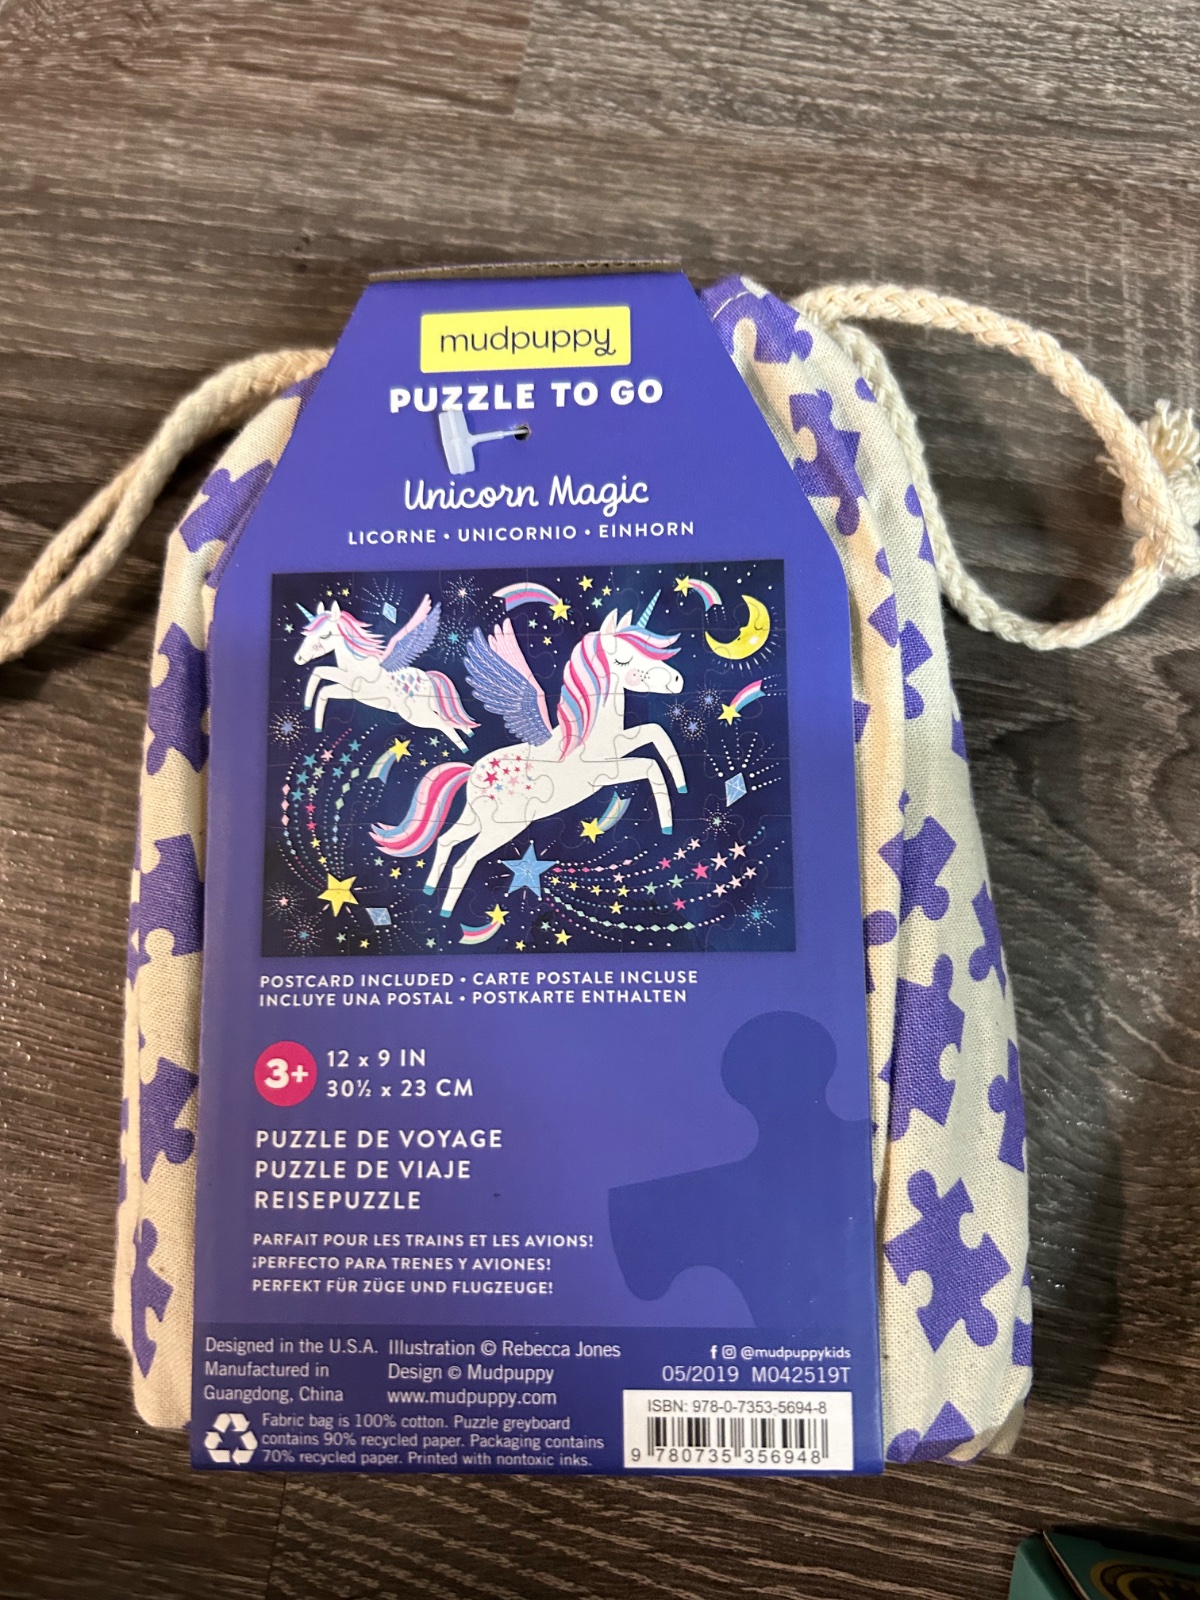 mudpuppy
PUZZLE TO GO
Unicorn Magic
LICORNE • UNICORNIO • EINHORN
POSTCARD INCLUDED • CARTE POSTALE INCLUSE
INCLUYE UNA POSTAL • POSTKARTE ENTHALTEN
3+
12 x 9 IN
30½ x 23 CM
PUZZLE DE VOYAGE
PUZZLE DE VIAJE
REISEPUZZLE
PARFAIT POUR LES TRAINS ET LES AVIONS!
¡PERFECTO PARA TRENES Y AVIONES!
PERFEKT FÜR ZÜGE UND FLUGZEUGE!
Designed in the U.S.A.
Manufactured in
Guangdong, China
Illustration © Rebecca Jones
Design © Mudpuppy
www.mudpuppy.com
@mudpuppykids
05/2019 M042519T
Fabric bag is 100% cotton. Puzzle greyboard
contains 90% recycled paper. Packaging contains
70% recycled paper. Printed with nontoxic inks.
ISBN: 978-0-7353-5694-8
9 780735 356948